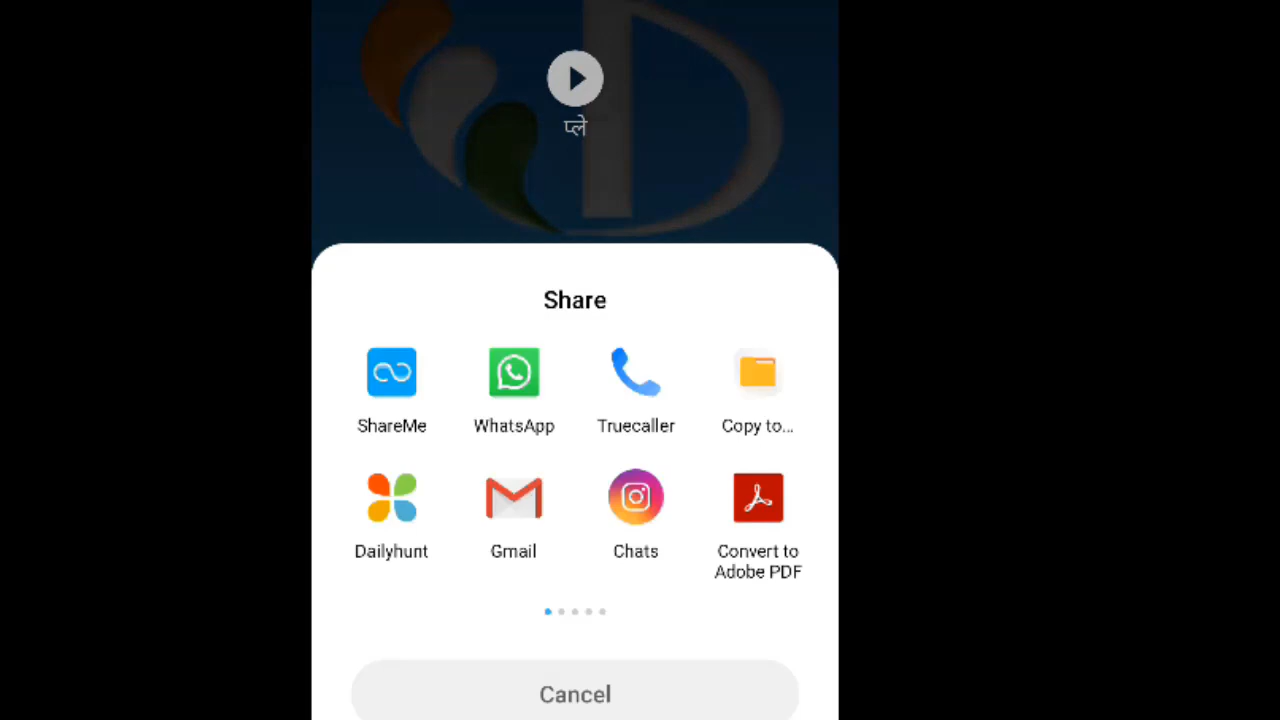 प्ले
Share
ShareMe
WhatsApp
Truecaller
Copy to...
Dailyhunt
Gmail
Chats
Convert to
Adobe PDF
Cancel